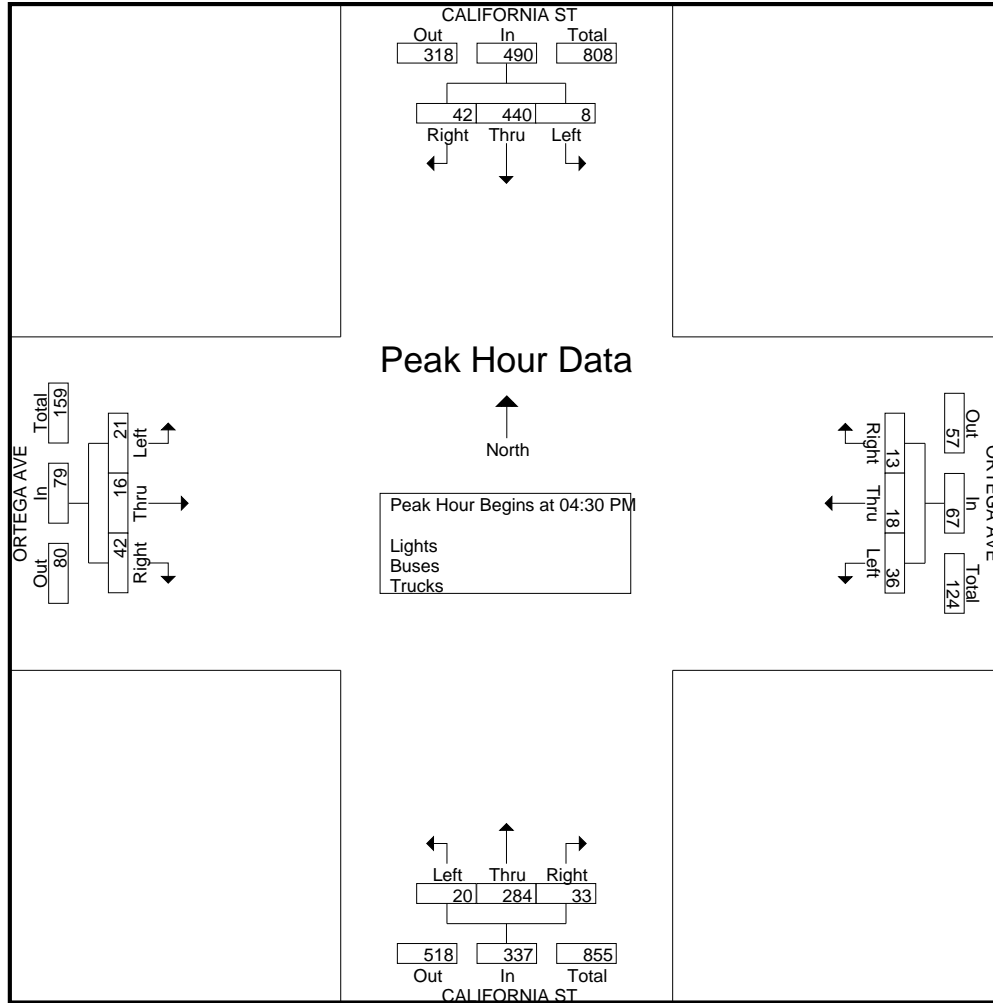 CALIFORNIA ST
Out In Total
318 490 808
42 440 8
Right Thru Left
Peak Hour Data
North
Peak Hour Begins at 04:30 PM
Lights
Buses
Trucks
ORTEGA AVE
Out In Total
80 79 159
42 16 21
Right Thru Left
ORTEGA AVE
Out In Total
57 67 124
13 18 36
Right Thru Left
Left Thru Right
20 284 33
518 337 855
Out In Total
CALIFORNIA ST